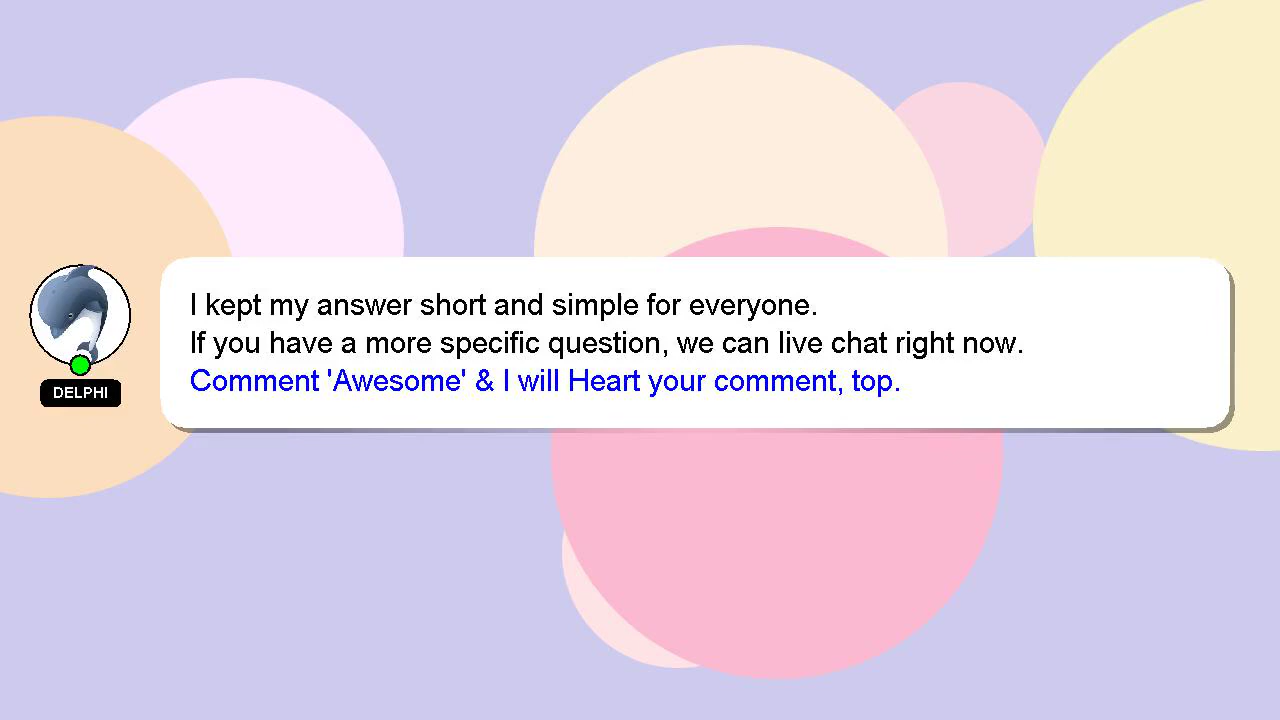 I kept my answer short and simple for everyone.
If you have a more specific question, we can live chat right now.
Comment 'Awesome' & I will Heart your comment, top.
DELPHI